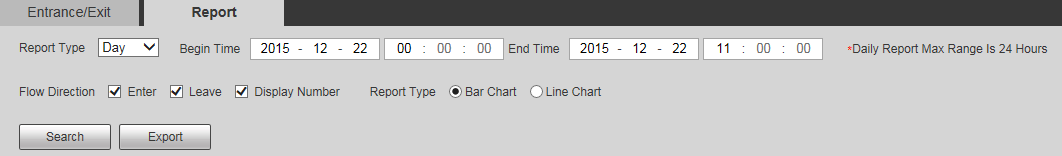 Entrance/Exit Report
Report Type Day Begin Time 2015 - 12 - 22 00 : 00 : 00 End Time 2015 - 12 - 22 11 : 00 : 00 *Daily Report Max Range Is 24 Hours
Flow Direction Enter Leave Display Number Report Type Bar Chart Line Chart
Search Export